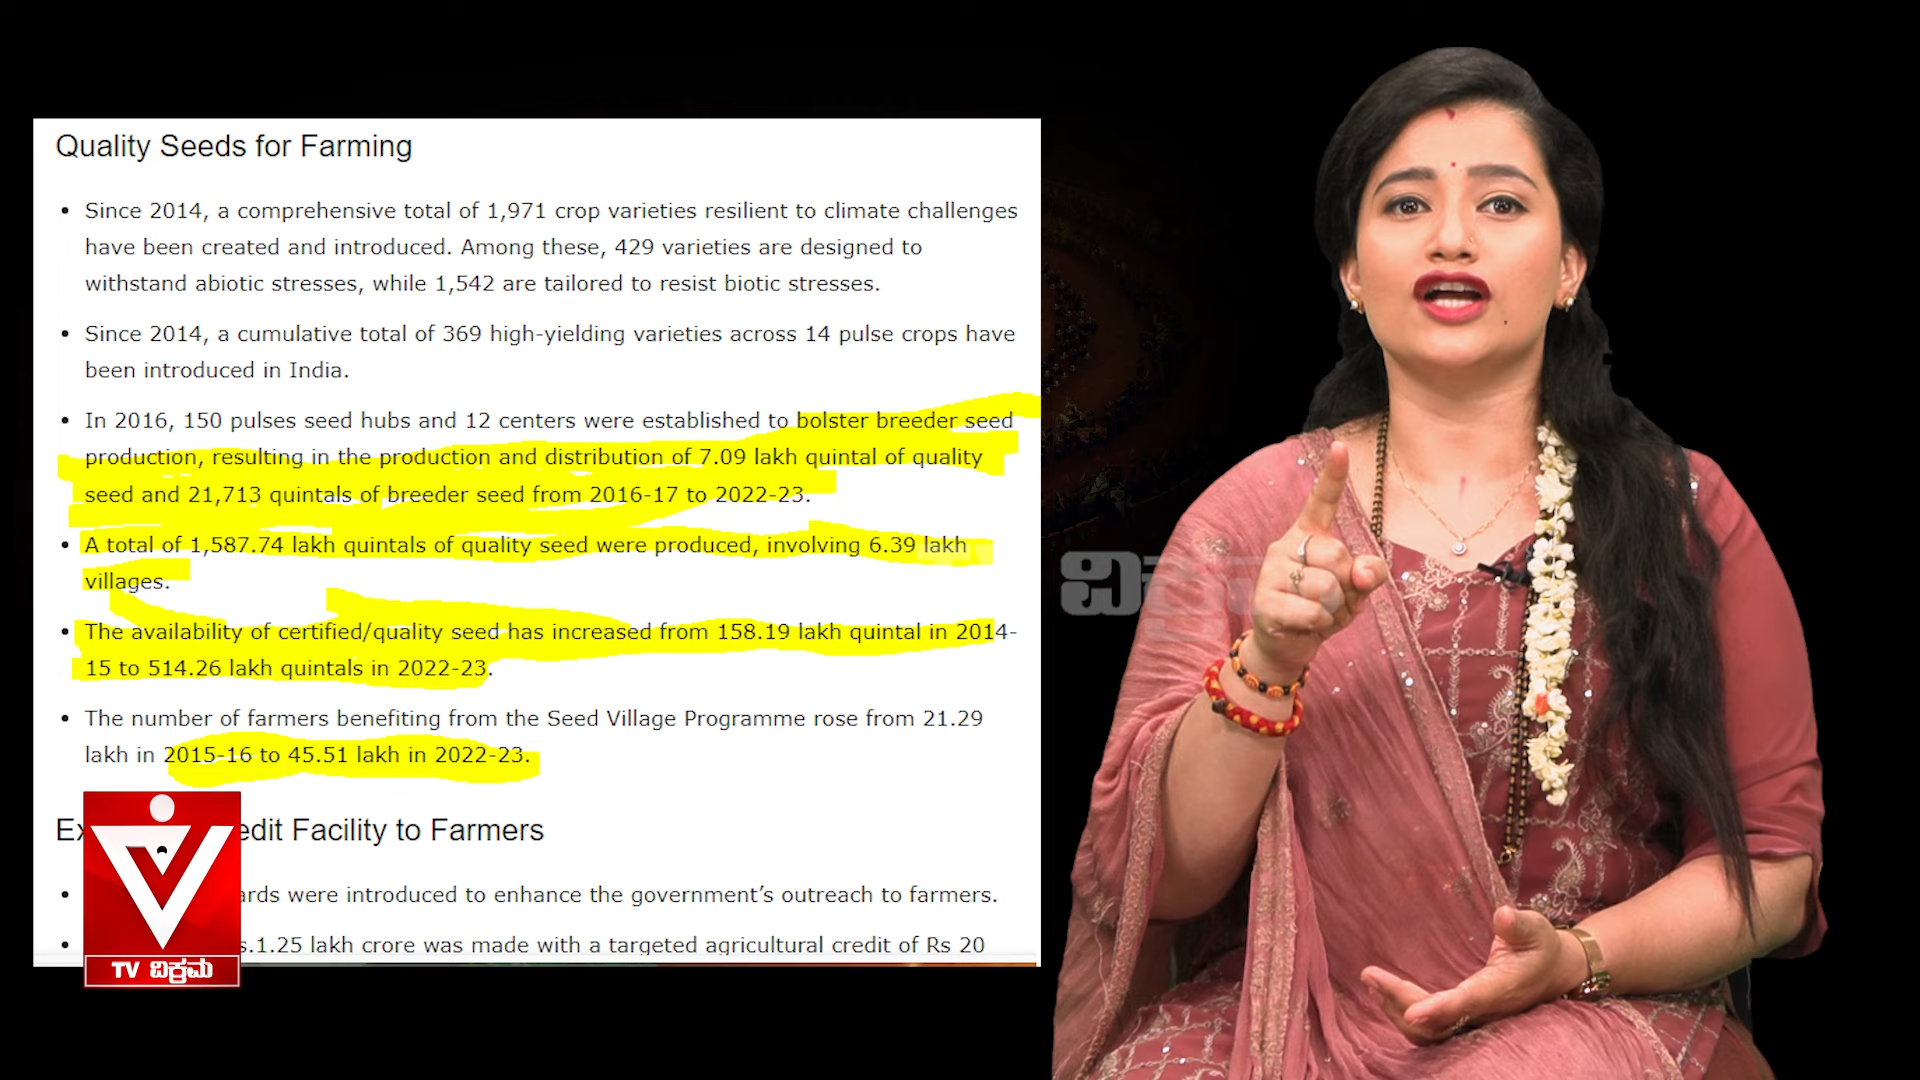 Quality Seeds for Farming
• Since 2014, a comprehensive total of 1,971 crop varieties resilient to climate challenges
have been created and introduced. Among these, 429 varieties are designed to
withstand abiotic stresses, while 1,542 are tailored to resist biotic stresses.
• Since 2014, a cumulative total of 369 high-yielding varieties across 14 pulse crops have
been introduced in India.
• In 2016, 150 pulses seed hubs and 12 centers were established to bolster breeder seed
production, resulting in the production and distribution of 7.09 lakh quintal of quality
seed and 21,713 quintals of breeder seed from 2016-17 to 2022-23.
• A total of 1,587.74 lakh quintals of quality seed were produced, involving 6.39 lakh
villages.
• The availability of certified/quality seed has increased from 158.19 lakh quintal in 2014-
15 to 514.26 lakh quintals in 2022-23.
• The number of farmers benefiting from the Seed Village Programme rose from 21.29
lakh in 2015-16 to 45.51 lakh in 2022-23.
Facility to Farmers
• were introduced to enhance the government’s outreach to farmers.
• 1.25 lakh crore was made with a targeted agricultural credit of Rs 20
TV ವಿಕ್ರಮ
ವಿಕ್ರಮ